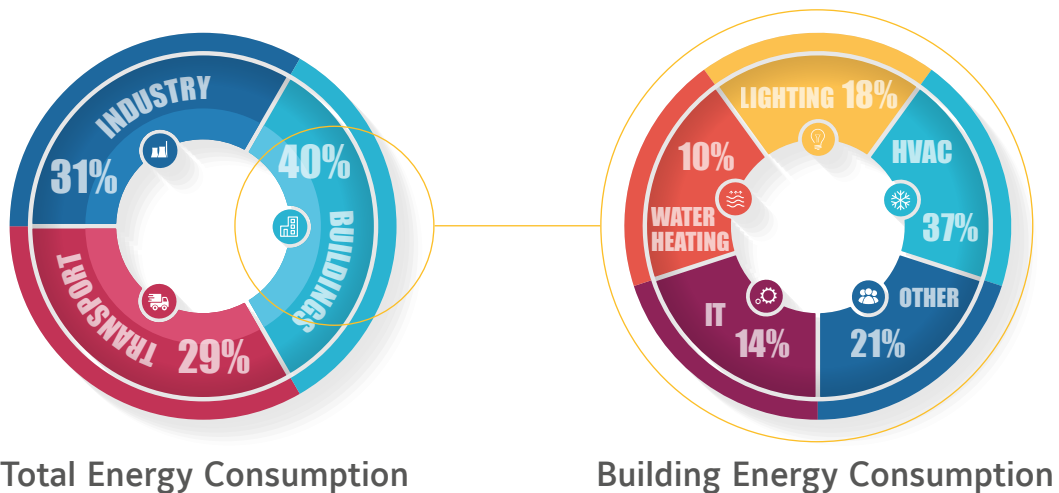 INDUSTRY
31%
40%
BUILDINGS
TRANSPORT
29%
Total Energy Consumption
LIGHTING 18%
HVAC
37%
10%
WATER
HEATING
IT
14%
OTHER
21%
Building Energy Consumption